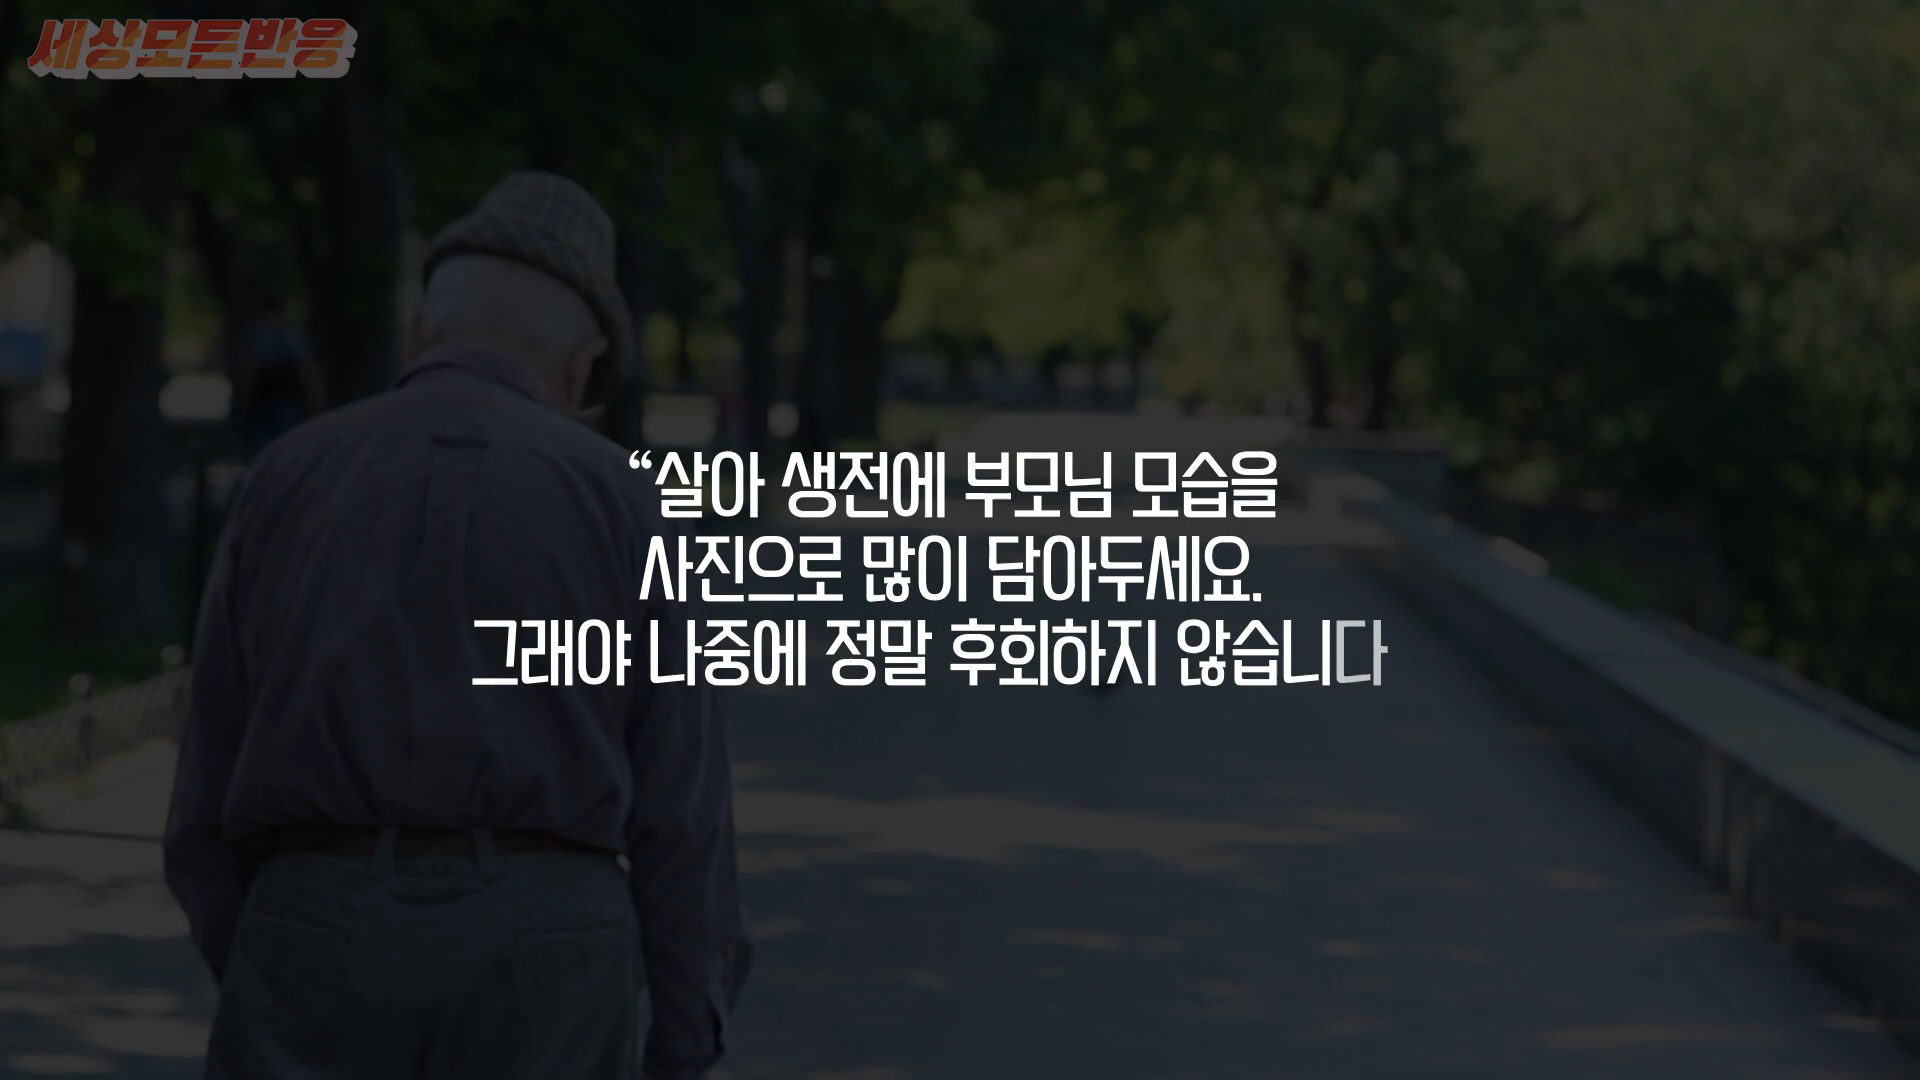 세상모든반응
“살아 생전에 부모님 모습을
사진으로 많이 담아두세요.
그래야 나중에 정말 후회하지 않습니다